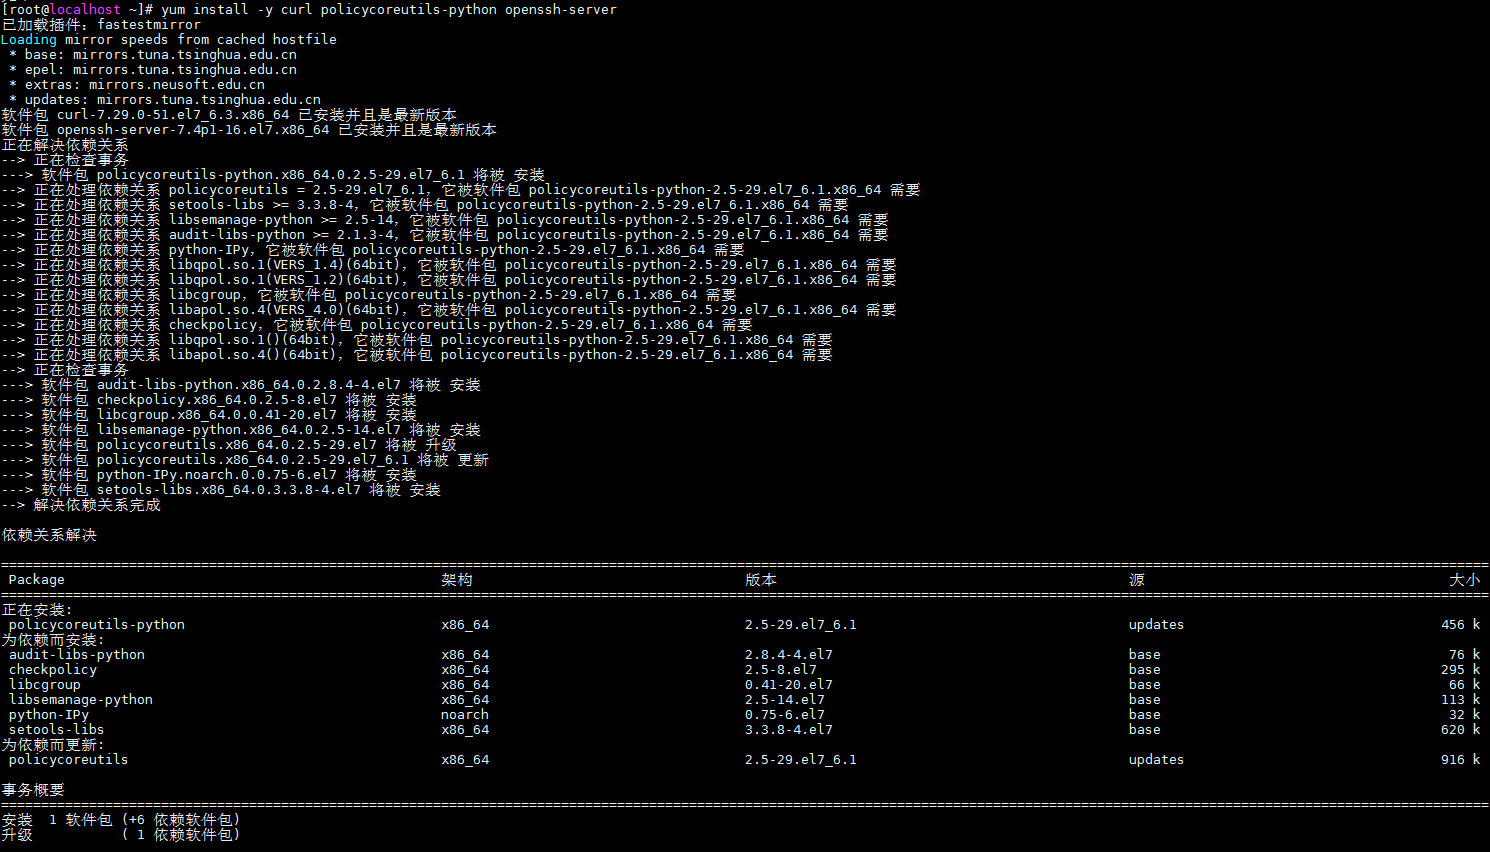 [root@localhost ~]# yum install -y curl policycoreutils-python openssh-server
已加载插件：fastestmirror
Loading mirror speeds from cached hostfile
 * base: mirrors.tuna.tsinghua.edu.cn
 * epel: mirrors.tuna.tsinghua.edu.cn
 * extras: mirrors.neusoft.edu.cn
 * updates: mirrors.tuna.tsinghua.edu.cn
软件包 curl-7.29.0-51.el7_6.3.x86_64 已安装并且是最新版本
软件包 openssh-server-7.4p1-16.el7.x86_64 已安装并且是最新版本
正在解决依赖关系
--> 正在检查事务
---> 软件包 policycoreutils-python.x86_64.0.2.5-29.el7_6.1 将被 安装
--> 正在处理依赖关系 policycoreutils = 2.5-29.el7_6.1，它被软件包 policycoreutils-python-2.5-29.el7_6.1.x86_64 需要
--> 正在处理依赖关系 setools-libs >= 3.3.8-4，它被软件包 policycoreutils-python-2.5-29.el7_6.1.x86_64 需要
--> 正在处理依赖关系 libsemanage-python >= 2.5-14，它被软件包 policycoreutils-python-2.5-29.el7_6.1.x86_64 需要
--> 正在处理依赖关系 audit-libs-python >= 2.1.3-4，它被软件包 policycoreutils-python-2.5-29.el7_6.1.x86_64 需要
--> 正在处理依赖关系 python-IPy，它被软件包 policycoreutils-python-2.5-29.el7_6.1.x86_64 需要
--> 正在处理依赖关系 libqpol.so.1(VERS_1.4)(64bit)，它被软件包 policycoreutils-python-2.5-29.el7_6.1.x86_64 需要
--> 正在处理依赖关系 libqpol.so.1(VERS_1.2)(64bit)，它被软件包 policycoreutils-python-2.5-29.el7_6.1.x86_64 需要
--> 正在处理依赖关系 libcgroup，它被软件包 policycoreutils-python-2.5-29.el7_6.1.x86_64 需要
--> 正在处理依赖关系 libapol.so.4(VERS_4.0)(64bit)，它被软件包 policycoreutils-python-2.5-29.el7_6.1.x86_64 需要
--> 正在处理依赖关系 checkpolicy，它被软件包 policycoreutils-python-2.5-29.el7_6.1.x86_64 需要
--> 正在处理依赖关系 libqpol.so.1()(64bit)，它被软件包 policycoreutils-python-2.5-29.el7_6.1.x86_64 需要
--> 正在处理依赖关系 libapol.so.4()(64bit)，它被软件包 policycoreutils-python-2.5-29.el7_6.1.x86_64 需要
--> 正在检查事务
---> 软件包 audit-libs-python.x86_64.0.2.8.4-4.el7 将被 安装
---> 软件包 checkpolicy.x86_64.0.2.5-8.el7 将被 安装
---> 软件包 libcgroup.x86_64.0.0.41-20.el7 将被 安装
---> 软件包 libsemanage-python.x86_64.0.2.5-14.el7 将被 安装
---> 软件包 policycoreutils.x86_64.0.2.5-29.el7 将被 升级
---> 软件包 policycoreutils.x86_64.0.2.5-29.el7_6.1 将被 更新
---> 软件包 python-IPy.noarch.0.0.75-6.el7 将被 安装
---> 软件包 setools-libs.x86_64.0.3.3.8-4.el7 将被 安装
--> 解决依赖关系完成
依赖关系解决
Package 架构 版本 源 大小
正在安装:
policycoreutils-python x86_64 2.5-29.el7_6.1 updates 456 k
为依赖而安装:
audit-libs-python x86_64 2.8.4-4.el7 base 76 k
checkpolicy x86_64 2.5-8.el7 base 295 k
libcgroup x86_64 0.41-20.el7 base 66 k
libsemanage-python x86_64 2.5-14.el7 base 113 k
python-IPy noarch 0.75-6.el7 base 32 k
setools-libs x86_64 3.3.8-4.el7 base 620 k
为依赖而更新:
policycoreutils x86_64 2.5-29.el7_6.1 updates 916 k
事务概要
安装  1 软件包 (+6 依赖软件包)
升级           ( 1 依赖软件包)